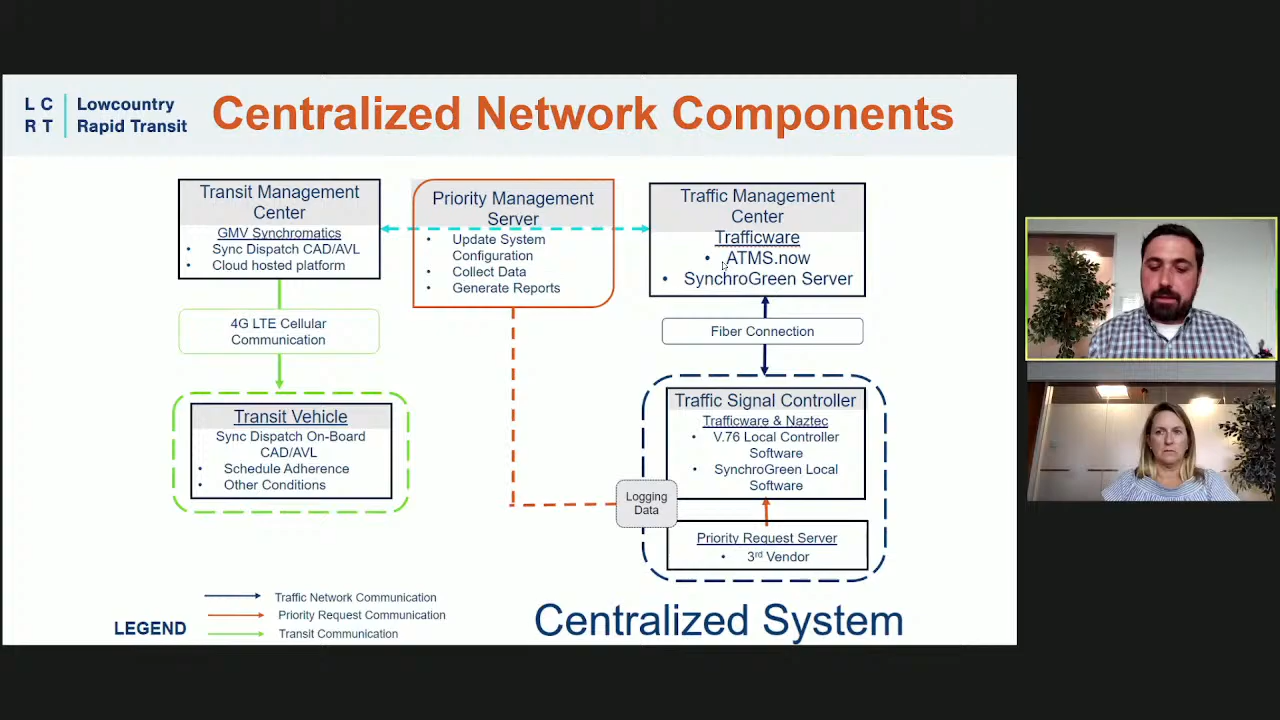 L C
R T
Lowcountry
Rapid Transit
Centralized Network Components
Transit Management
Center
GMV Synchromatics
• Sync Dispatch CAD/AVL
• Cloud hosted platform
Priority Management
Server
• Update System
Configuration
• Collect Data
• Generate Reports
Traffic Management
Center
Trafficware
• ATMS.now
• SynchroGreen Server
4G LTE Cellular
Communication
Fiber Connection
Transit Vehicle
Sync Dispatch On-Board
CAD/AVL
• Schedule Adherence
• Other Conditions
Traffic Signal Controller
Trafficware & Naztec
• V.76 Local Controller
Software
• SynchroGreen Local
Software
Logging
Data
Priority Request Server
• 3rd Vendor
LEGEND
Traffic Network Communication
Priority Request Communication
Transit Communication
Centralized System